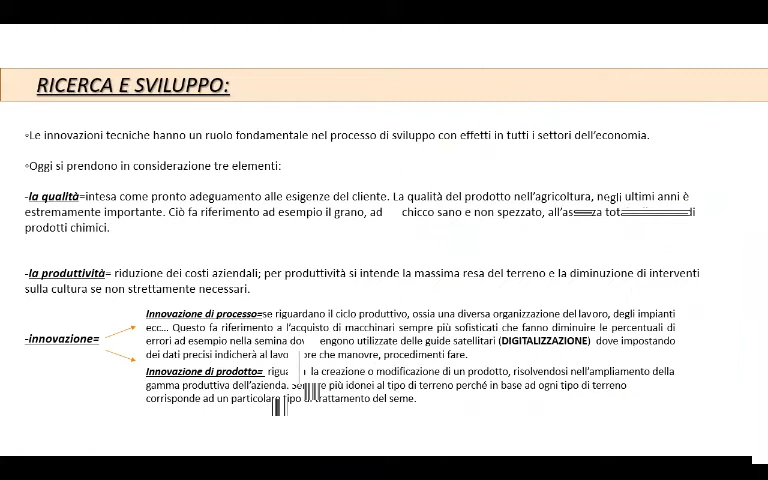 RICERCA E SVILUPPO:
◦Le innovazioni tecniche hanno un ruolo fondamentale nel processo di sviluppo con effetti in tutti i settori dell'economia.
◦Oggi si prendono in considerazione tre elementi:
-la qualità=intesa come pronto adeguamento alle esigenze del cliente. La qualità del prodotto nell'agricoltura, negli ultimi anni è
estremamente importante. Ciò fa riferimento ad esempio il grano, ad chicco sano e non spezzato, di
prodotti chimici.
-la produttività= riduzione dei costi aziendali; per produttività si intende la massima resa del terreno e la diminuzione di interventi
sulla cultura se non strettamente necessari.
-innovazione=
Innovazione di processo=se riguardano il ciclo produttivo, ossia una diversa organizzazione del lavoro, degli impianti
ecc... Questo fa riferimento a l'acquisto di macchinari sempre più sofisticati che fanno diminuire le percentuali di
errori ad esempio nella semina utilizzate delle guide satellitari (DIGITALIZZAZIONE) dove impostando
dei dati precisi indicherà al che manovre, procedimenti fare.
Innovazione di prodotto= la creazione o modificazione di un prodotto, risolvendosi nell'ampliamento della
gamma produttiva dell'azienda. più idonei al tipo di terreno perché in base ad ogni tipo di terreno
corrisponde ad un particolare tipo trattamento del seme.